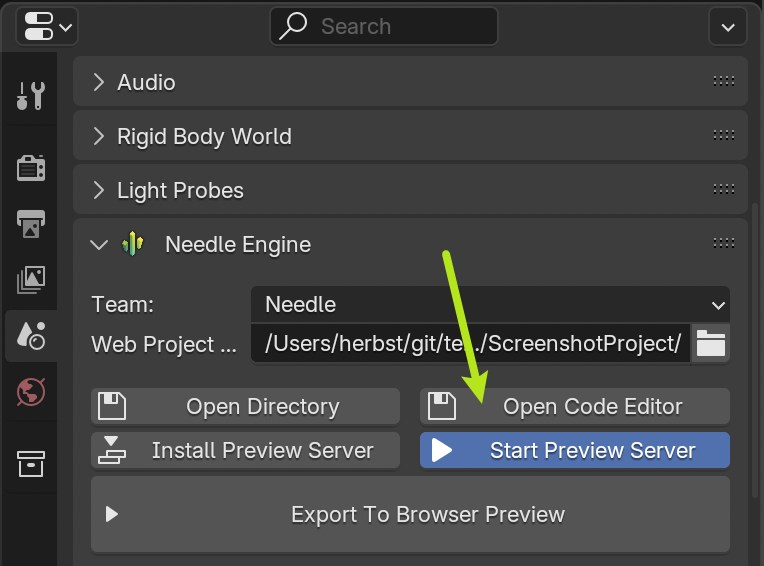 Search
Audio
Rigid Body World
Light Probes
Needle Engine
Team: Needle
Web Project ... /Users/herbst/git/te../ScreenshotProject/
Open Directory
Open Code Editor
Install Preview Server
Start Preview Server
Export To Browser Preview